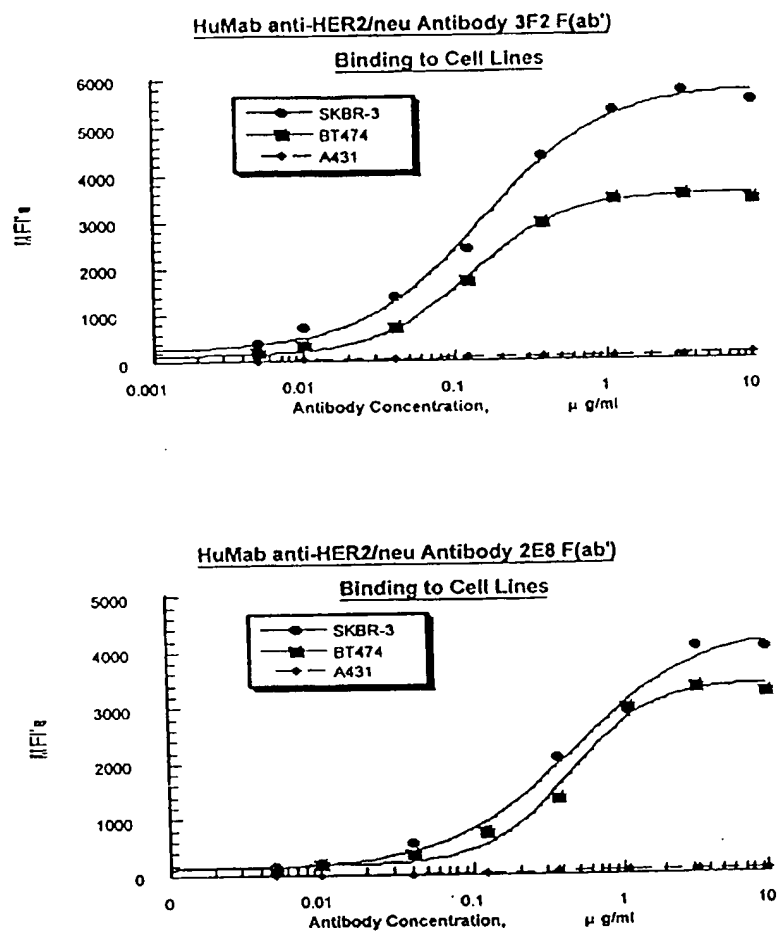 HuMab anti-HER2/neu Antibody 3F2 F(ab')
Binding to Cell Lines
6000
5000
4000
3000
2000
100C
0
SKBR-3
BT474
A431
0.001
0.01
0.1
1
10
Antibody Concentration, µ g/ml
HuMab anti-HER2/neu Antibody 2E8 F(ab')
Binding to Cell Lines
5000
4000
3000
2000
1000
0
SKBR-3
BT474
A431
0
0.01
0.1
1
10
Antibody Concentration, µ g/ml